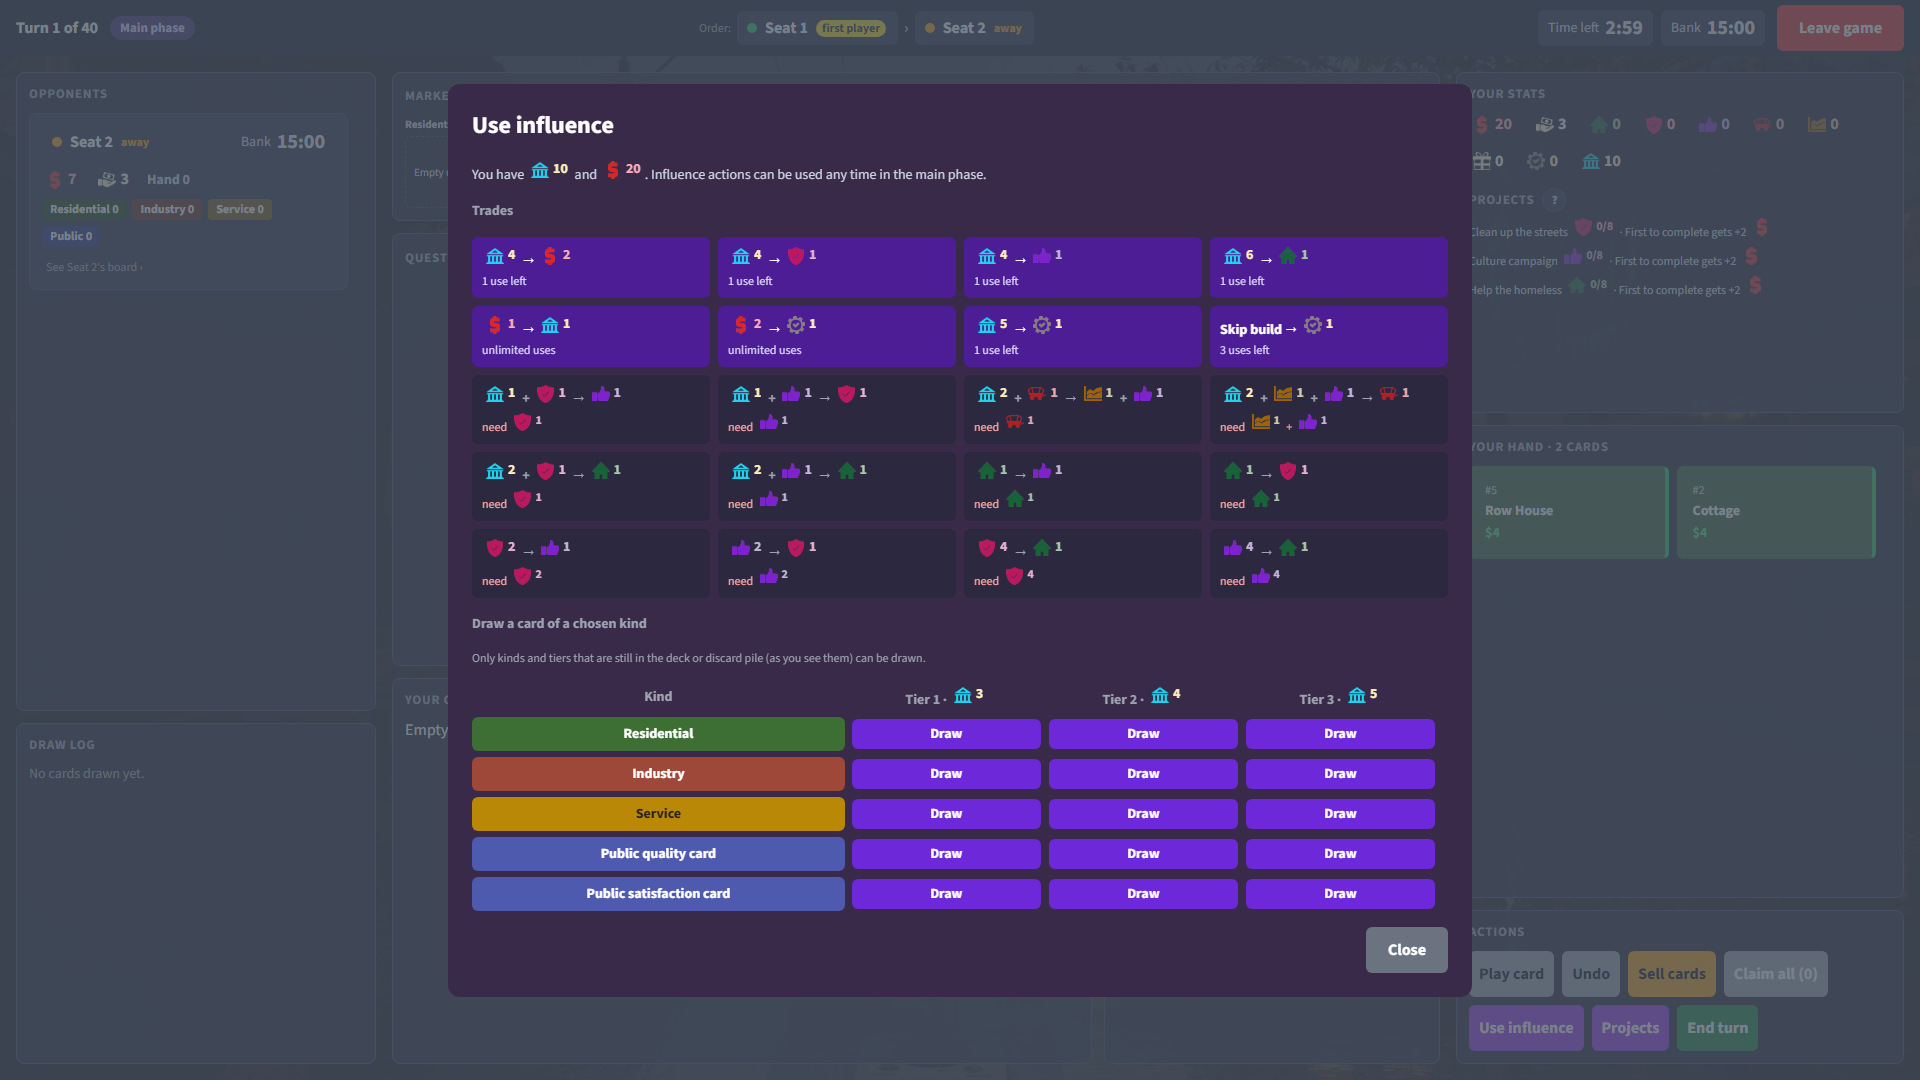 Turn 1 of 40 Main phase
Order: Seat 1 first player › Seat 2 away
Time left 2:59 Bank 15:00 Leave game
OPPONENTS
Seat 2 away Bank 15:00
7 3 Hand 0
Residential 0 Industry 0 Service 0
Public 0
See Seat 2's board ›
DRAW LOG
No cards drawn yet.
MARKE
Resident
Empty
QUEST
YOUR
Empty
Use influence
You have 10 and 20 . Influence actions can be used any time in the main phase.
Trades
4 → 2
1 use left
4 → 1
1 use left
4 → 1
1 use left
6 → 1
1 use left
1 → 1
unlimited uses
2 → 1
unlimited uses
5 → 1
1 use left
Skip build → 1
3 uses left
1 + 1 → 1
need 1
1 + 1 → 1
need 1
2 + 1 → 1 + 1
need 1
2 + 1 + 1 → 1
need 1 + 1
2 + 1 → 1
need 1
2 + 1 → 1
need 1
1 → 1
need 1
1 → 1
need 1
2 → 1
need 2
2 → 1
need 2
4 → 1
need 4
4 → 1
need 4
Draw a card of a chosen kind
Only kinds and tiers that are still in the deck or discard pile (as you see them) can be drawn.
Kind Tier 1 · 3 Tier 2 · 4 Tier 3 · 5
Residential Draw Draw Draw
Industry Draw Draw Draw
Service Draw Draw Draw
Public quality card Draw Draw Draw
Public satisfaction card Draw Draw Draw
Close
YOUR STATS
20 3 0 0 0 0 0
0 0 10
PROJECTS ?
Clean up the streets 0/8 · First to complete gets +2
Culture campaign 0/8 · First to complete gets +2
Help the homeless 0/8 · First to complete gets +2
YOUR HAND · 2 CARDS
#5
Row House
$4
#2
Cottage
$4
ACTIONS
Play card Undo Sell cards Claim all (0)
Use influence Projects End turn